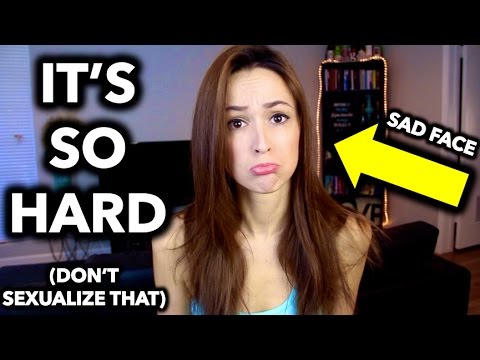 IT'S
SO
HARD
(DON'T
SEXUALIZE THAT)
SAD FACE